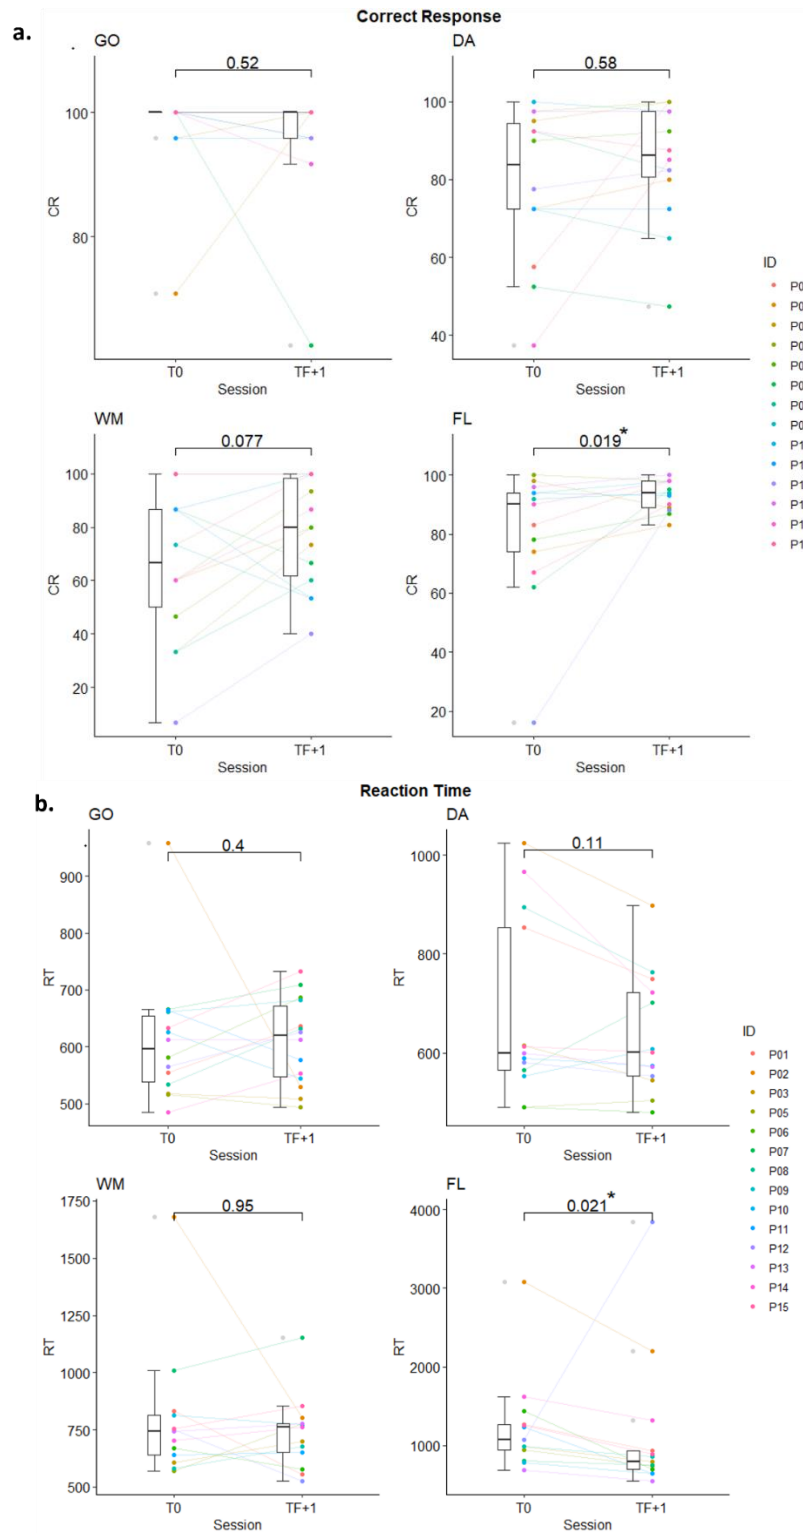 Correct Response
a.
GO
DA
0.52
0.58
100
80
CR
T0
TF+1
Session
100
80
60
40
CR
T0
TF+1
Session
ID
P0
P0
P0
P0
P0
P0
P0
P0
P1
P1
P1
P1
P1
P1
WM
FL
0.077
0.019*
100
80
60
40
20
CR
T0
TF+1
Session
100
80
60
40
20
CR
T0
TF+1
Session
Reaction Time
b.
GO
DA
0.4
0.11
900
800
700
600
500
RT
T0
TF+1
Session
1000
800
600
RT
T0
TF+1
Session
ID
P01
P02
P03
P05
P06
P07
P08
P09
P10
P11
P12
P13
P14
P15
WM
FL
0.95
0.021*
1750
1500
1250
1000
750
500
RT
T0
TF+1
Session
4000
3000
2000
1000
RT
T0
TF+1
Session